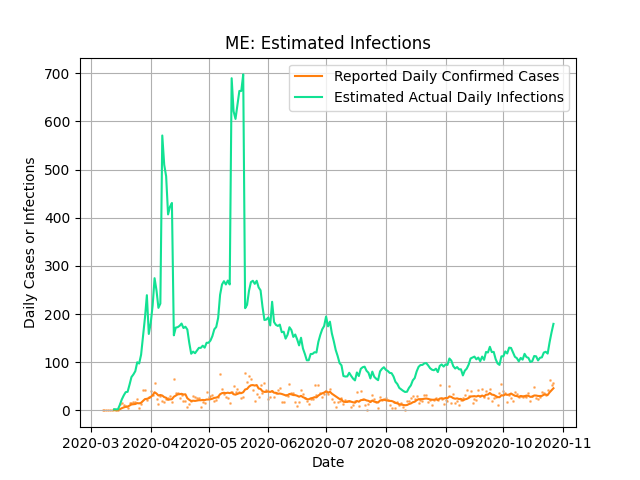 ME: Estimated Infections
Reported Daily Confirmed Cases
Estimated Actual Daily Infections
Daily Cases or Infections
700
600
500
400
300
200
100
0
2020-03 2020-04 2020-05 2020-06 2020-07 2020-08 2020-09 2020-10 2020-11
Date